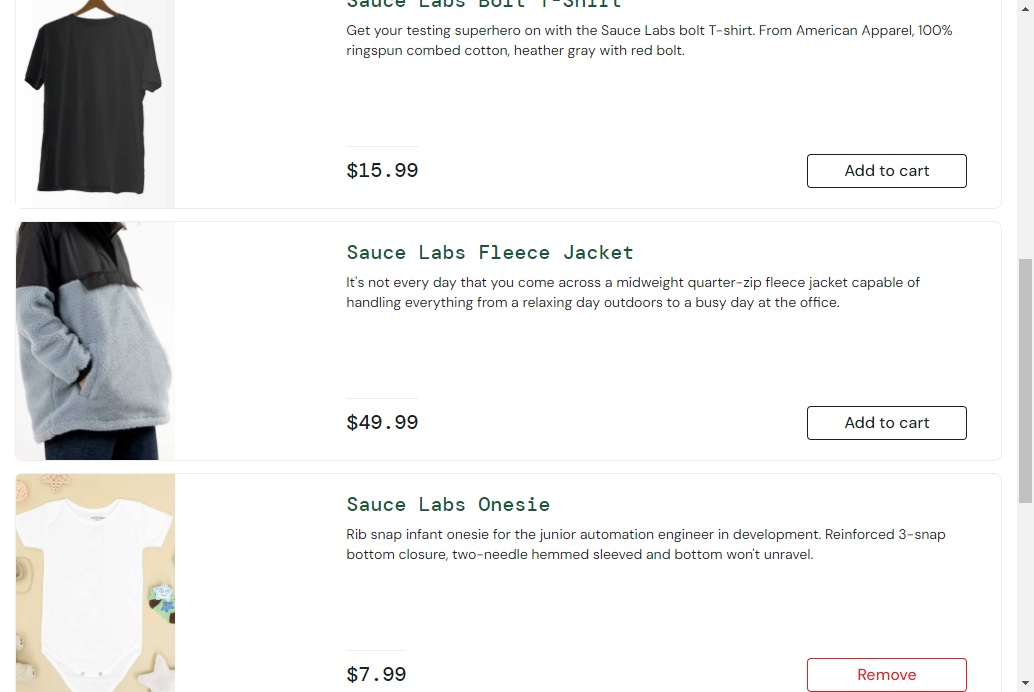 Sauce Labs Bolt T-Shirt
Get your testing superhero on with the Sauce Labs bolt T-shirt. From American Apparel, 100%
ringspun combed cotton, heather gray with red bolt.
$15.99
Add to cart
Sauce Labs Fleece Jacket
It's not every day that you come across a midweight quarter-zip fleece jacket capable of
handling everything from a relaxing day outdoors to a busy day at the office.
$49.99
Add to cart
Sauce Labs Onesie
Rib snap infant onesie for the junior automation engineer in development. Reinforced 3-snap
bottom closure, two-needle hemmed sleeved and bottom won't unravel.
$7.99
Remove